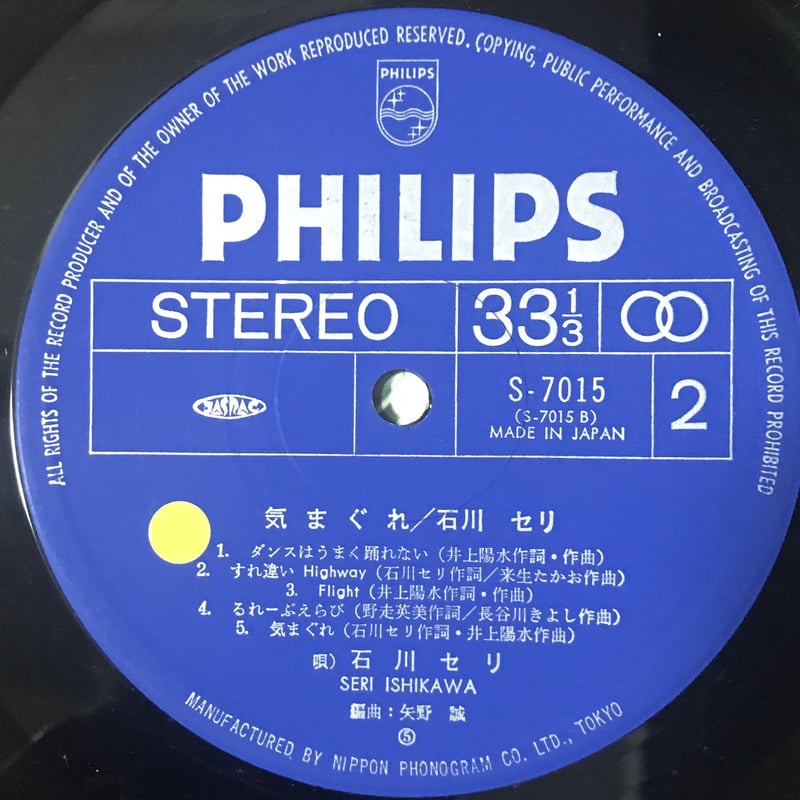 ALL RIGHTS OF THE RECORD PRODUCER AND OF THE OWNER OF THE WORK REPRODUCED RESERVED. COPYING, PUBLIC PERFORMANCE AND BROADCASTING OF THIS RECORD PROHIBITED
PHILIPS
PHILIPS
STEREO 33 1/3
JASRAC
S-7015
(S-7015 B)
MADE IN JAPAN
2
気まぐれ／石川 セリ
1. ダンスはうまく踊れない（井上陽水作詞・作曲）
2. すれ違い Highway（石川セリ作詞／来生たかお作曲）
3. Flight（井上陽水作詞・作曲）
4. るれーぶえらび（野走英美作詞／長谷川きよし作曲）
5. 気まぐれ（石川セリ作詞・井上陽水作曲）
唄）石川セリ
SERI ISHIKAWA
編曲：矢野 誠
⑤
MANUFACTURED BY NIPPON PHONOGRAM CO. LTD., TOKYO